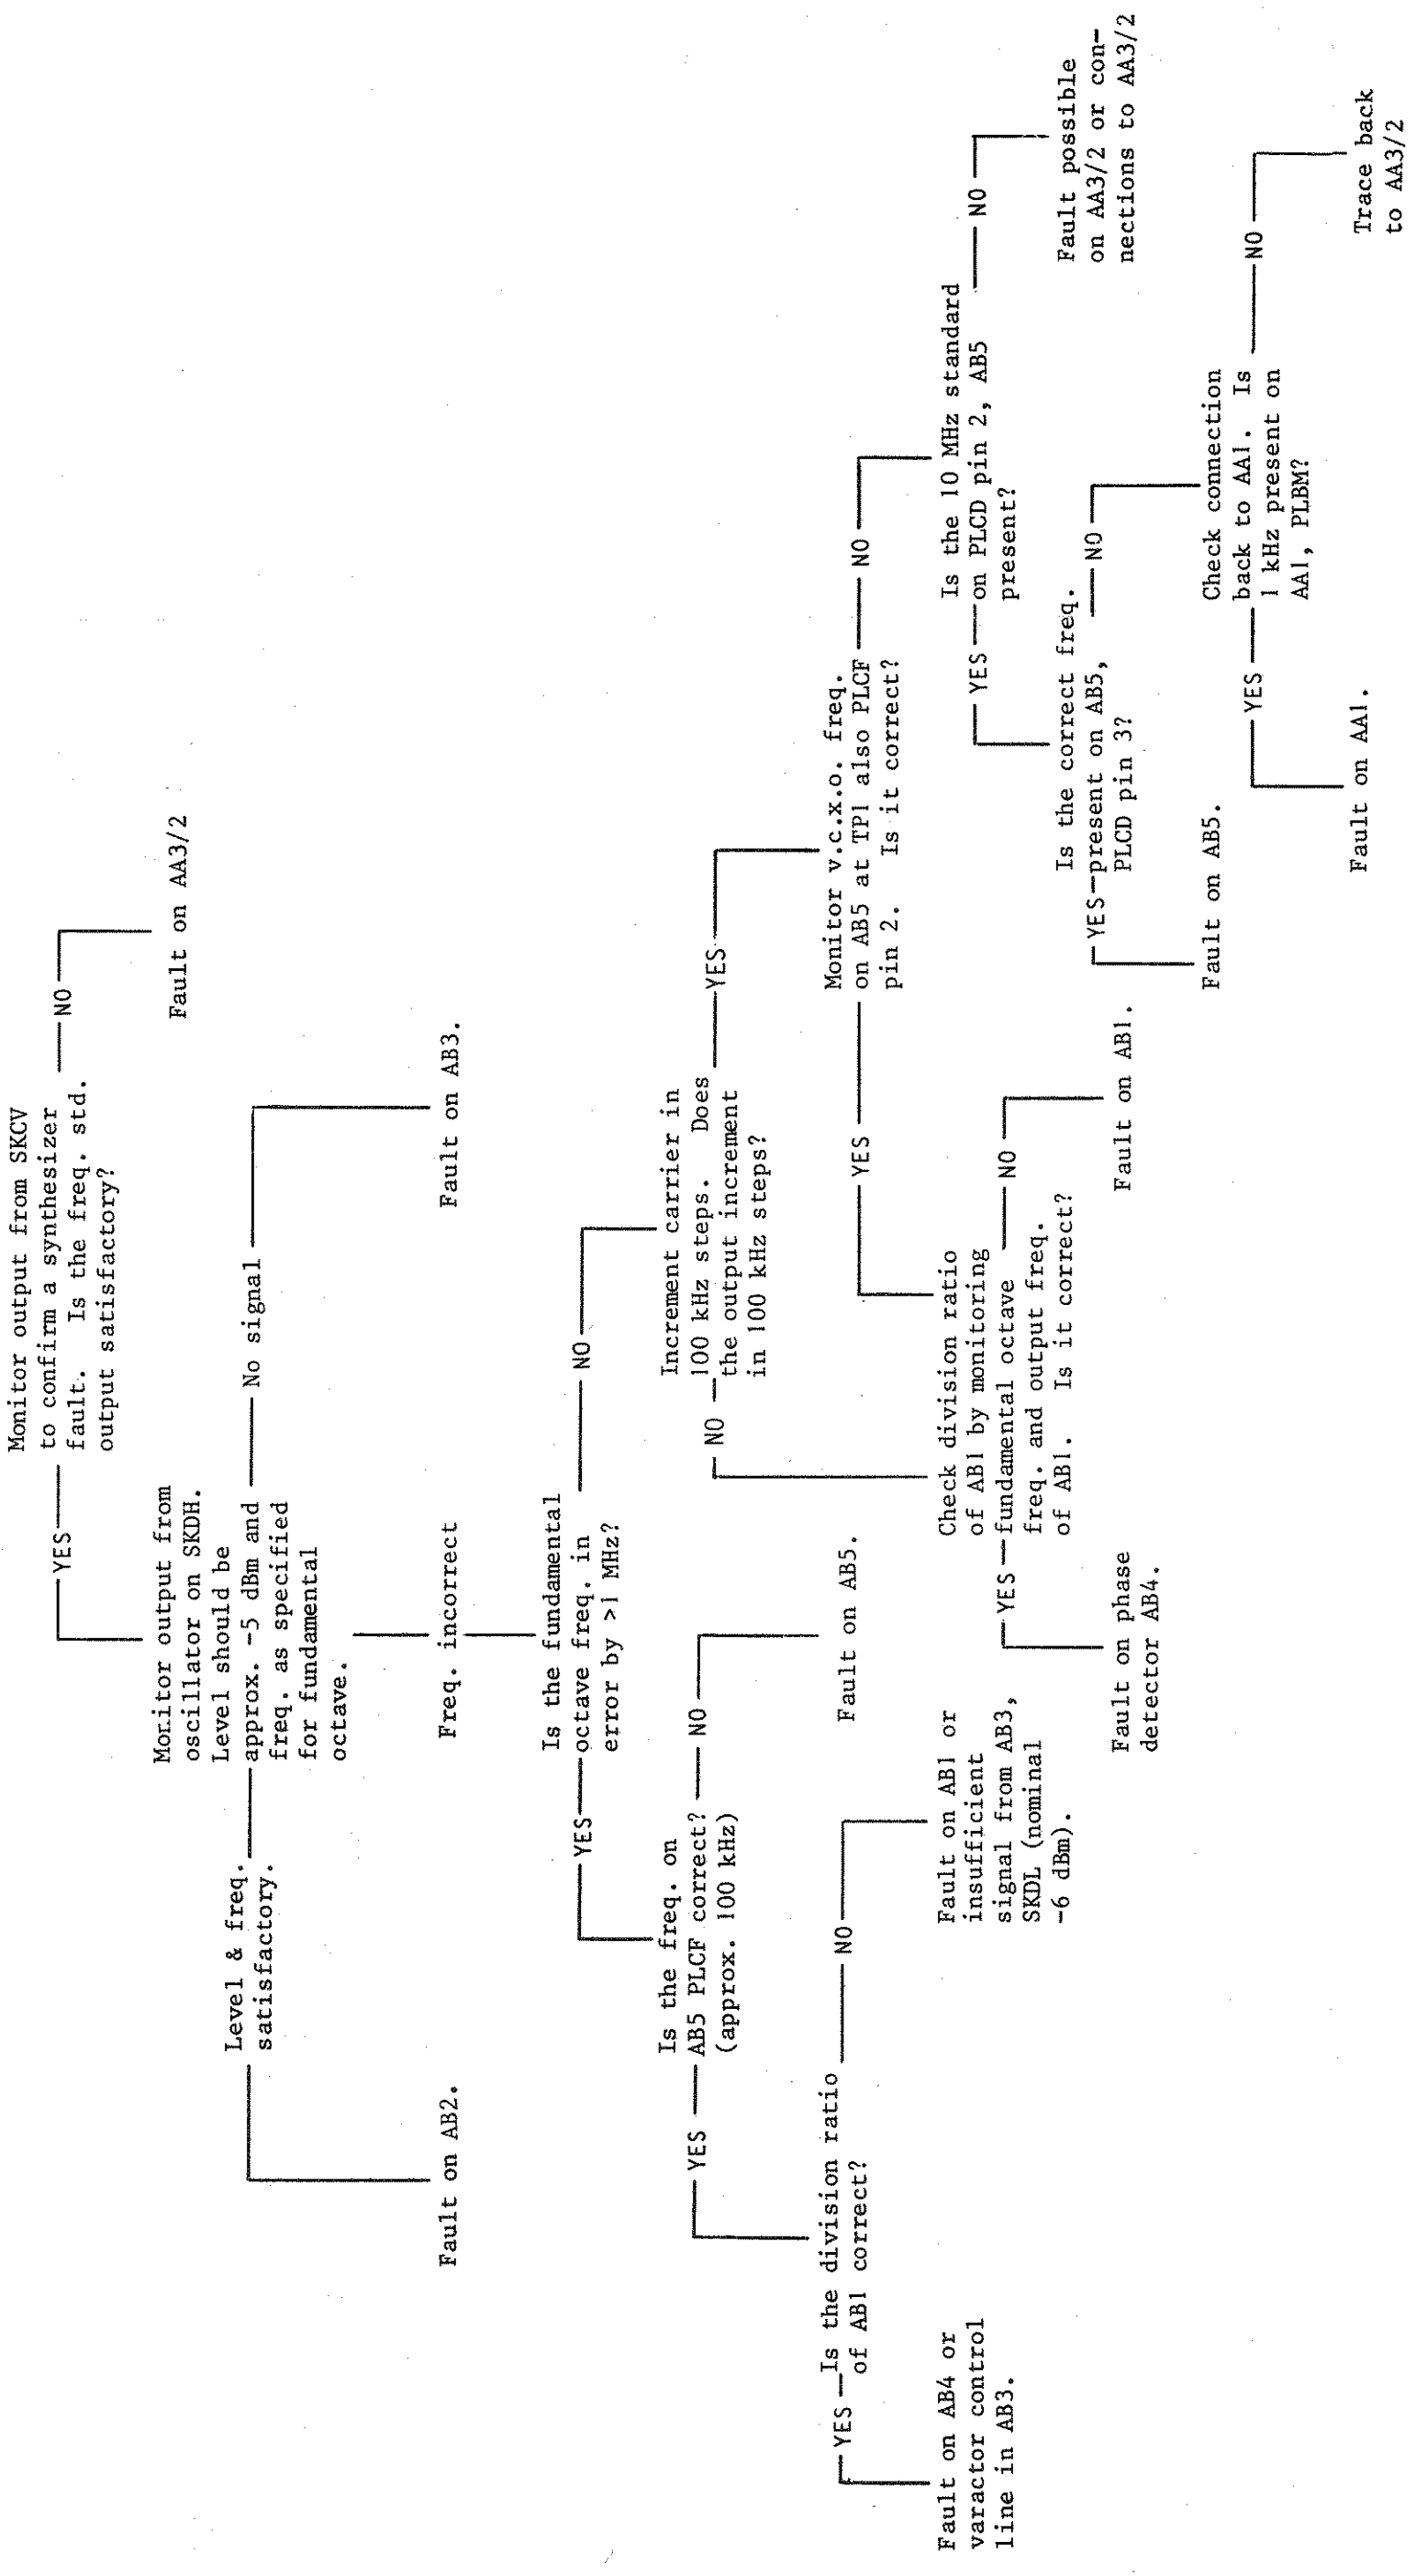 Monitor output from SKCV
to confirm a synthesizer
fault. Is the freq. std.
output satisfactory?
YES
NO
Fault on AA3/2
Monitor output from
oscillator on SKDH.
Level should be
approx. -5 dBm and
freq. as specified
for fundamental
octave.
Level & freq.
satisfactory.
No signal
Fault on AB2.
Freq. incorrect
Fault on AB3.
Is the fundamental
octave freq. in
error by >1 MHz?
YES
NO
Is the freq. on
AB5 PLCF correct?
(approx. 100 kHz)
YES
NO
Increment carrier in
100 kHz steps. Does
the output increment
in 100 kHz steps?
NO
YES
Is the division ratio
of AB1 correct?
YES
NO
Fault on AB5.
Monitor v.c.x.o. freq.
on AB5 at TP1 also PLCF
pin 2. Is it correct?
YES
NO
Fault on AB4 or
varactor control
line in AB3.
Fault on AB1 or
insufficient
signal from AB3,
SKDL (nominal
-6 dBm).
Check division ratio
of AB1 by monitoring
fundamental octave
freq. and output freq.
of AB1. Is it correct?
YES
NO
Is the 10 MHz standard
on PLCD pin 2, AB5
present?
YES
NO
Fault on phase
detector AB4.
Fault on AB1.
Is the correct freq.
present on AB5,
PLCD pin 3?
YES
NO
Fault possible
on AA3/2 or con-
nections to AA3/2
Fault on AB5.
Check connection
back to AA1. Is
1 kHz present on
AA1, PLBM?
YES
NO
Fault on AA1.
Trace back
to AA3/2